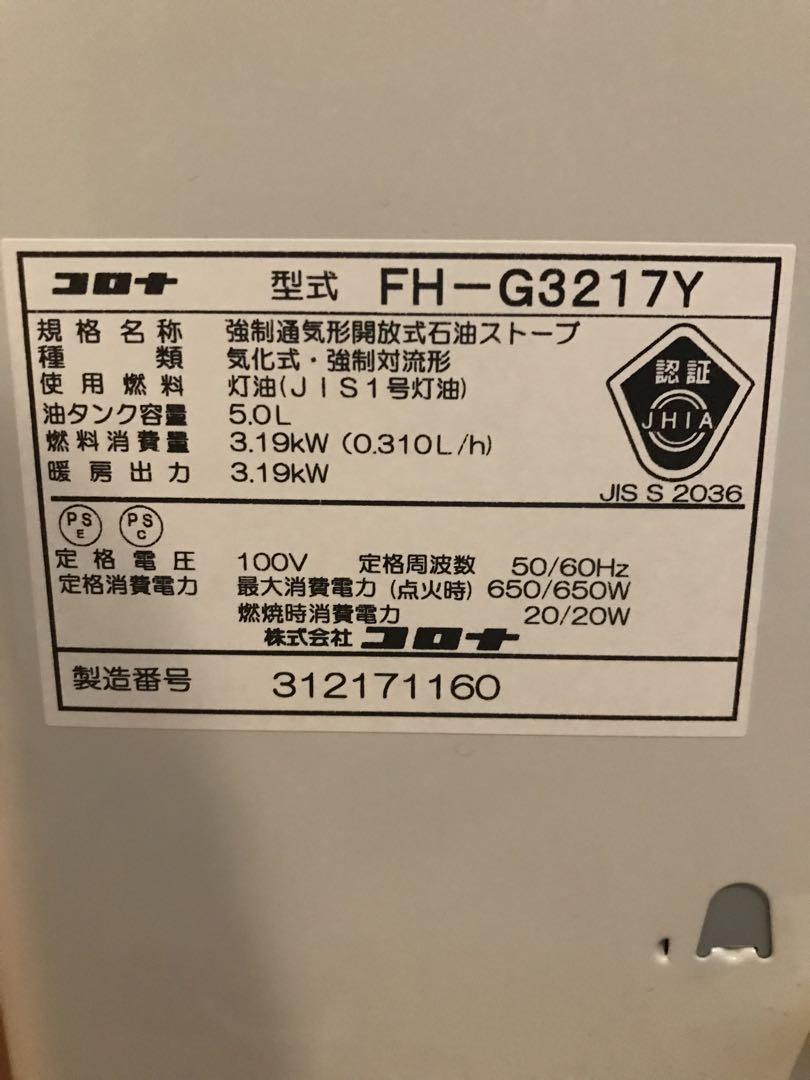 コロナ 型式 FH-G3217Y
規格名称 強制通気形開放式石油ストーブ
種類 気化式・強制対流形
使用燃料 灯油(JIS1号灯油)
油タンク容量 5.0L
燃料消費量 3.19kW (0.310L/h)
暖房出力 3.19kW
認証
JHIA
JIS S 2036
PS E PS C
定格電圧 100V 定格周波数 50/60Hz
定格消費電力 最大消費電力 (点火時) 650/650W
燃焼時消費電力 20/20W
株式会社 コロナ
製造番号 312171160